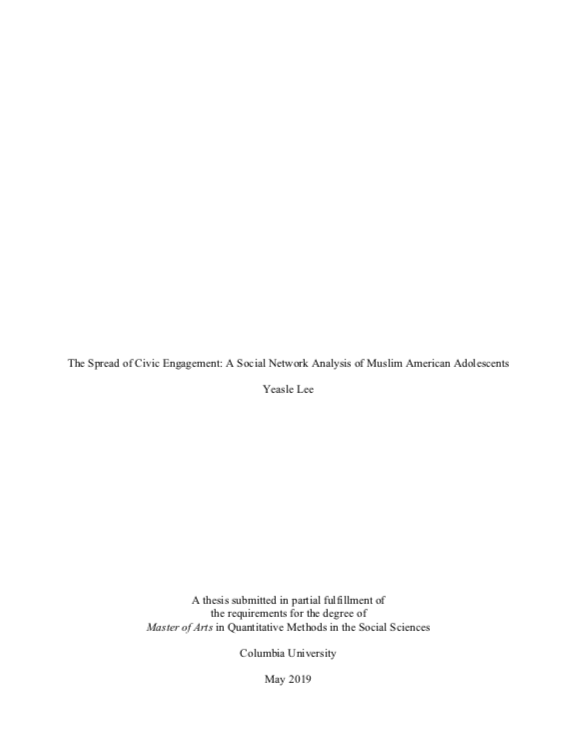 The Spread of Civic Engagement: A Social Network Analysis of Muslim American Adolescents
Yeasle Lee
A thesis submitted in partial fulfillment of
the requirements for the degree of
Master of Arts in Quantitative Methods in the Social Sciences
Columbia University
May 2019